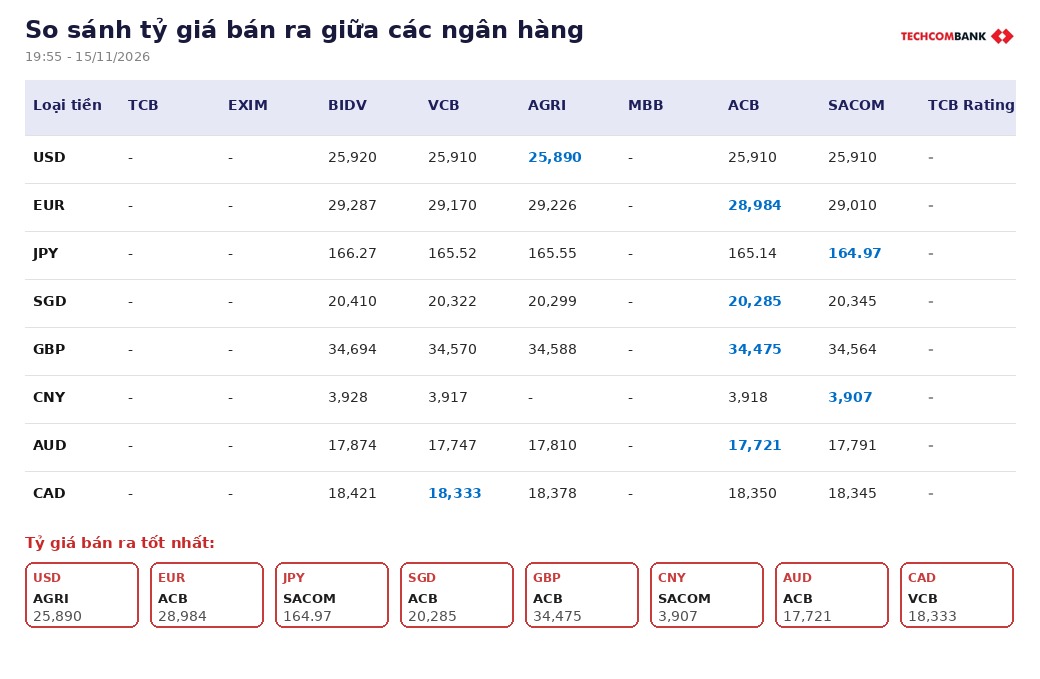 So sánh tỷ giá bán ra giữa các ngân hàng
TECHCOMBANK
19:55 - 15/11/2026
Loại tiền TCB EXIM BIDV VCB AGRI MBB ACB SACOM TCB Rating
USD - - 25,920 25,910 25,890 - 25,910 25,910 -
EUR - - 29,287 29,170 29,226 - 28,984 29,010 -
JPY - - 166.27 165.52 165.55 - 165.14 164.97 -
SGD - - 20,410 20,322 20,299 - 20,285 20,345 -
GBP - - 34,694 34,570 34,588 - 34,475 34,564 -
CNY - - 3,928 3,917 - - 3,918 3,907 -
AUD - - 17,874 17,747 17,810 - 17,721 17,791 -
CAD - - 18,421 18,333 18,378 - 18,350 18,345 -
Tỷ giá bán ra tốt nhất:
USD EUR JPY SGD GBP CNY AUD CAD
AGRI ACB SACOM ACB ACB SACOM ACB VCB
25,890 28,984 164.97 20,285 34,475 3,907 17,721 18,333